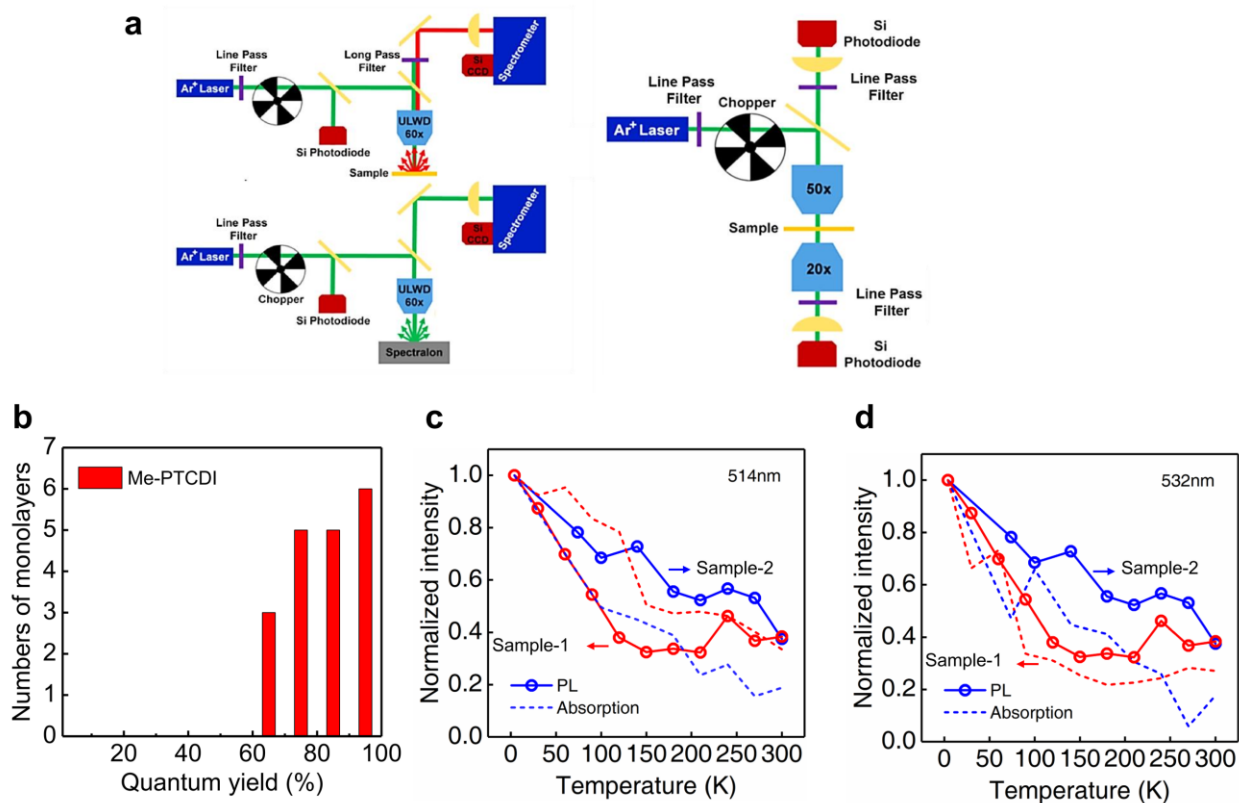 a
Line Pass
Filter
Ar+ Laser
Chopper
Si Photodiode
Long Pass
Filter
ULWD
60x
Sample
Si
CCD
Spectrometer
Line Pass
Filter
Ar+ Laser
Chopper
Si Photodiode
ULWD
60x
Spectralon
Si
CCD
Spectrometer
Si
Photodiode
Line Pass
Filter
Line Pass
Filter
Chopper
Ar+ Laser
50x
Sample
20x
Line Pass
Filter
Si
Photodiode
b
Numbers of monolayers
7
6
5
4
3
2
1
0
Me-PTCDI
20 40 60 80 100
Quantum yield (%)
c
Normalized intensity
1.0
0.8
0.6
0.4
0.2
0.0
514nm
Sample-2
Sample-1
PL
Absorption
0 50 100 150 200 250 300
Temperature (K)
d
Normalized intensity
1.0
0.8
0.6
0.4
0.2
0.0
532nm
Sample-2
Sample-1
PL
Absorption
0 50 100 150 200 250 300
Temperature (K)